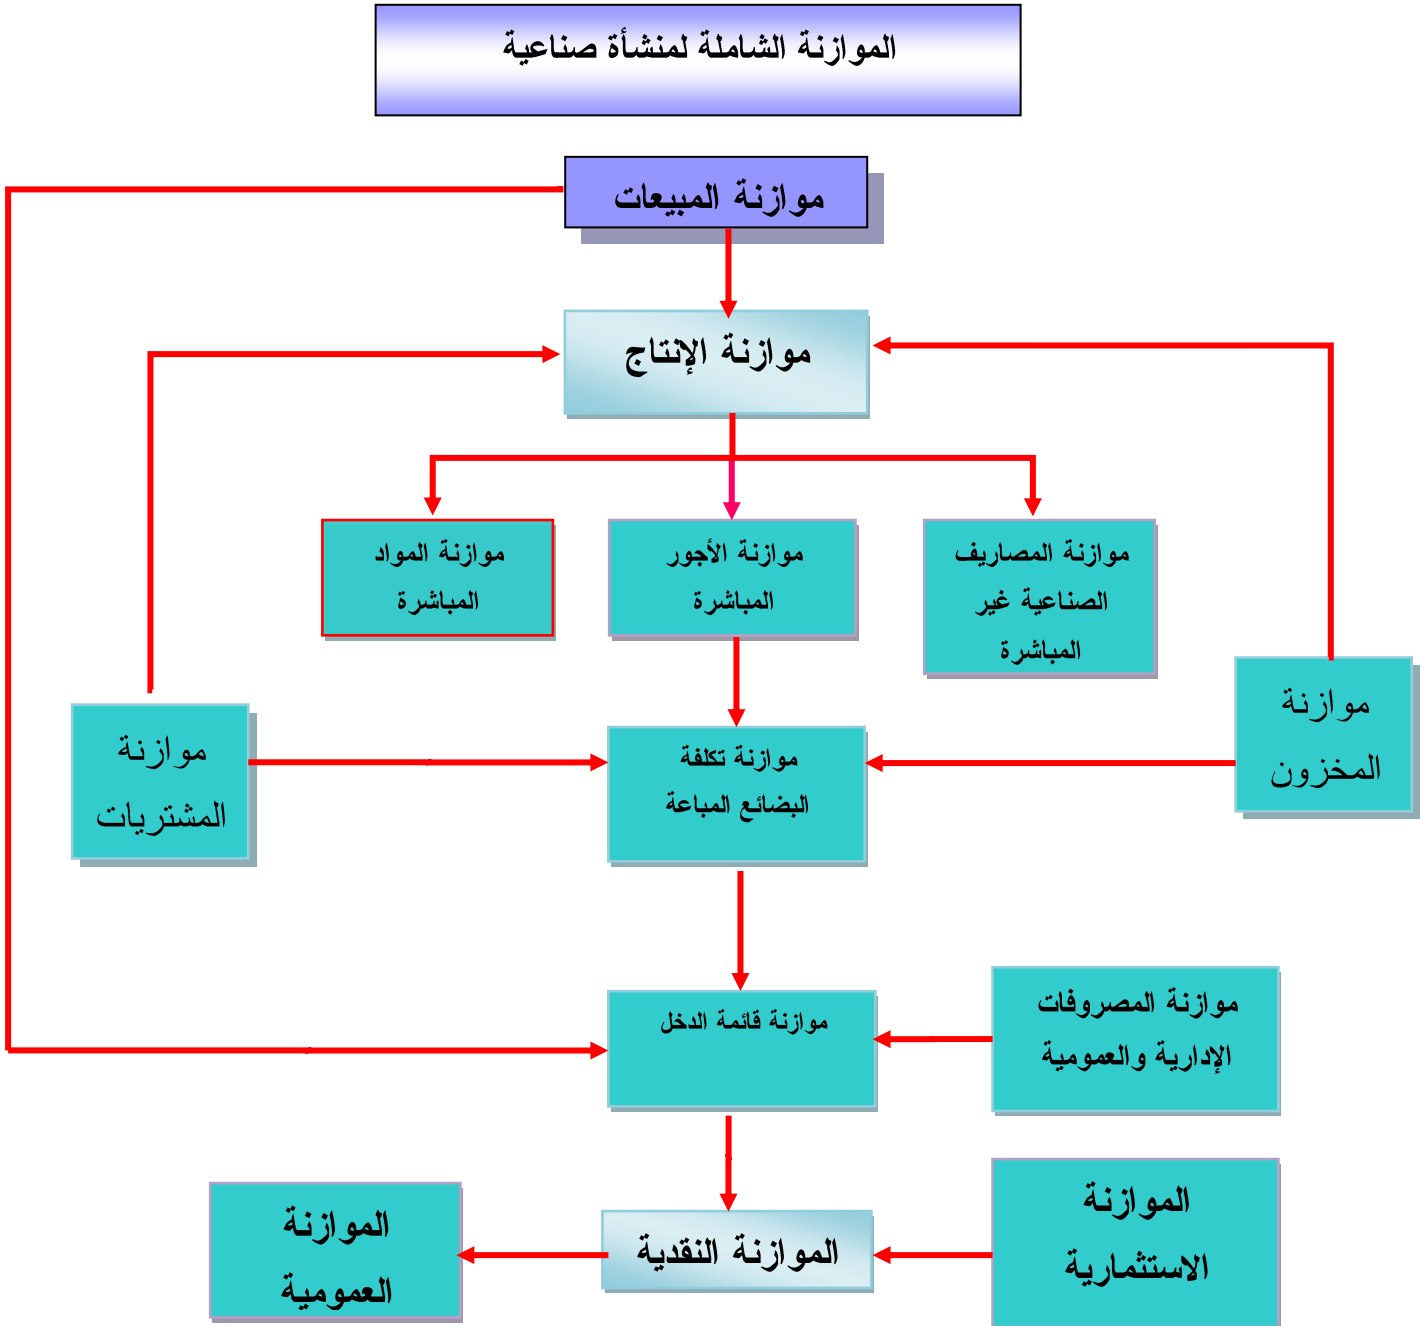 الموازنة الشاملة لمنشأة صناعية
موازنة المبيعات
موازنة الإنتاج
موازنة المصاريف
الصناعية غير
المباشرة
موازنة الأجور
المباشرة
موازنة المواد
المباشرة
موازنة
المخزون
موازنة تكلفة
البضائع المباعة
موازنة
المشتريات
موازنة المصروفات
الإدارية والعمومية
موازنة قائمة الدخل
الموازنة
الاستثمارية
الموازنة النقدية
الموازنة
العمومية